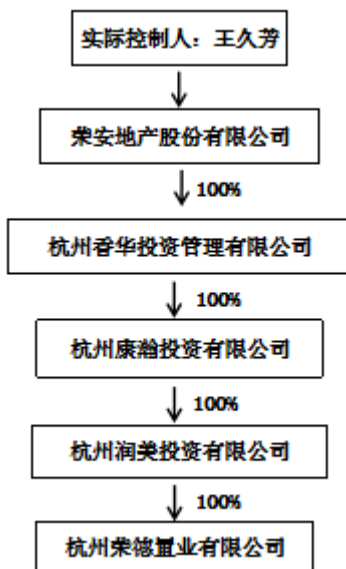 实际控制人：王久芳
荣安地产股份有限公司
100%
杭州香华投资管理有限公司
100%
杭州康瀚投资有限公司
100%
杭州润美投资有限公司
100%
杭州荣德置业有限公司